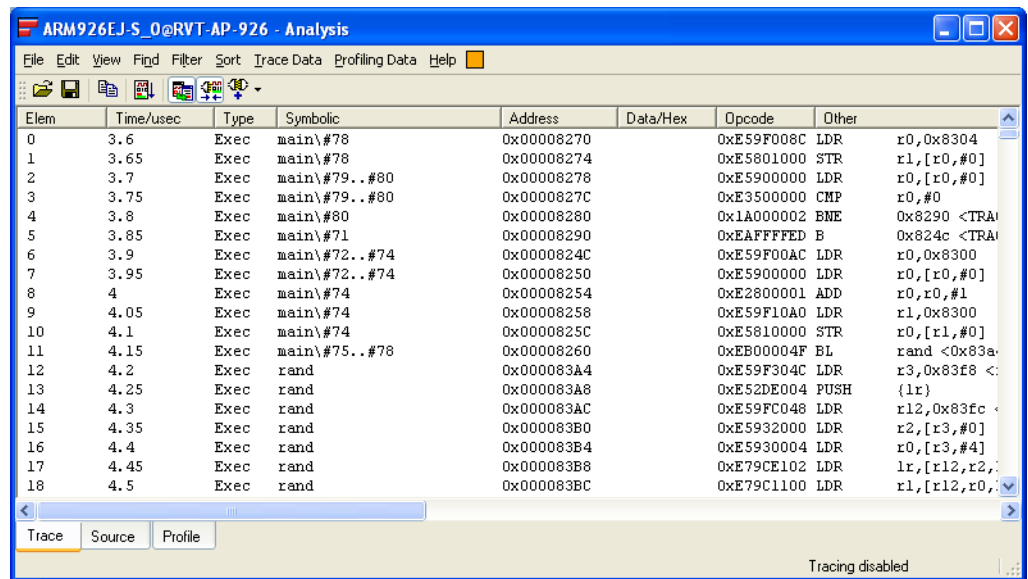 ARM926EJ-S_0@RVT-AP-926 - Analysis
File Edit View Find Filter Sort Trace Data Profiling Data Help
Elem Time/usec Type Symbolic Address Data/Hex Opcode Other
0 3.6 Exec main\#78 0x00008270 0xE59F008C LDR r0,0x8304
1 3.65 Exec main\#78 0x00008274 0xE5801000 STR r1,[r0,#0]
2 3.7 Exec main\#79..#80 0x00008278 0xE5900000 LDR r0,[r0,#0]
3 3.75 Exec main\#79..#80 0x0000827C 0xE3500000 CMP r0,#0
4 3.8 Exec main\#80 0x00008280 0x1A000002 BNE 0x8290 <TRA
5 3.85 Exec main\#71 0x00008290 0xEAFFFFED B 0x824c <TRA
6 3.9 Exec main\#72..#74 0x0000824C 0xE59F00AC LDR r0,0x8300
7 3.95 Exec main\#72..#74 0x00008250 0xE5900000 LDR r0,[r0,#0]
8 4 Exec main\#74 0x00008254 0xE2800001 ADD r0,r0,#1
9 4.05 Exec main\#74 0x00008258 0xE59F10A0 LDR r1,0x8300
10 4.1 Exec main\#74 0x0000825C 0xE5810000 STR r0,[r1,#0]
11 4.15 Exec main\#75..#78 0x00008260 0xEB00004F BL rand <0x83a
12 4.2 Exec rand 0x000083A4 0xE59F304C LDR r3,0x83f8 <
13 4.25 Exec rand 0x000083A8 0xE52DE004 PUSH {lr}
14 4.3 Exec rand 0x000083AC 0xE59FC048 LDR r12,0x83fc
15 4.35 Exec rand 0x000083B0 0xE5932000 LDR r2,[r3,#0]
16 4.4 Exec rand 0x000083B4 0xE5930004 LDR r0,[r3,#4]
17 4.45 Exec rand 0x000083B8 0xE79CE102 LDR lr,[r12,r2,
18 4.5 Exec rand 0x000083BC 0xE79C1100 LDR r1,[r12,r0,
Trace Source Profile
Tracing disabled